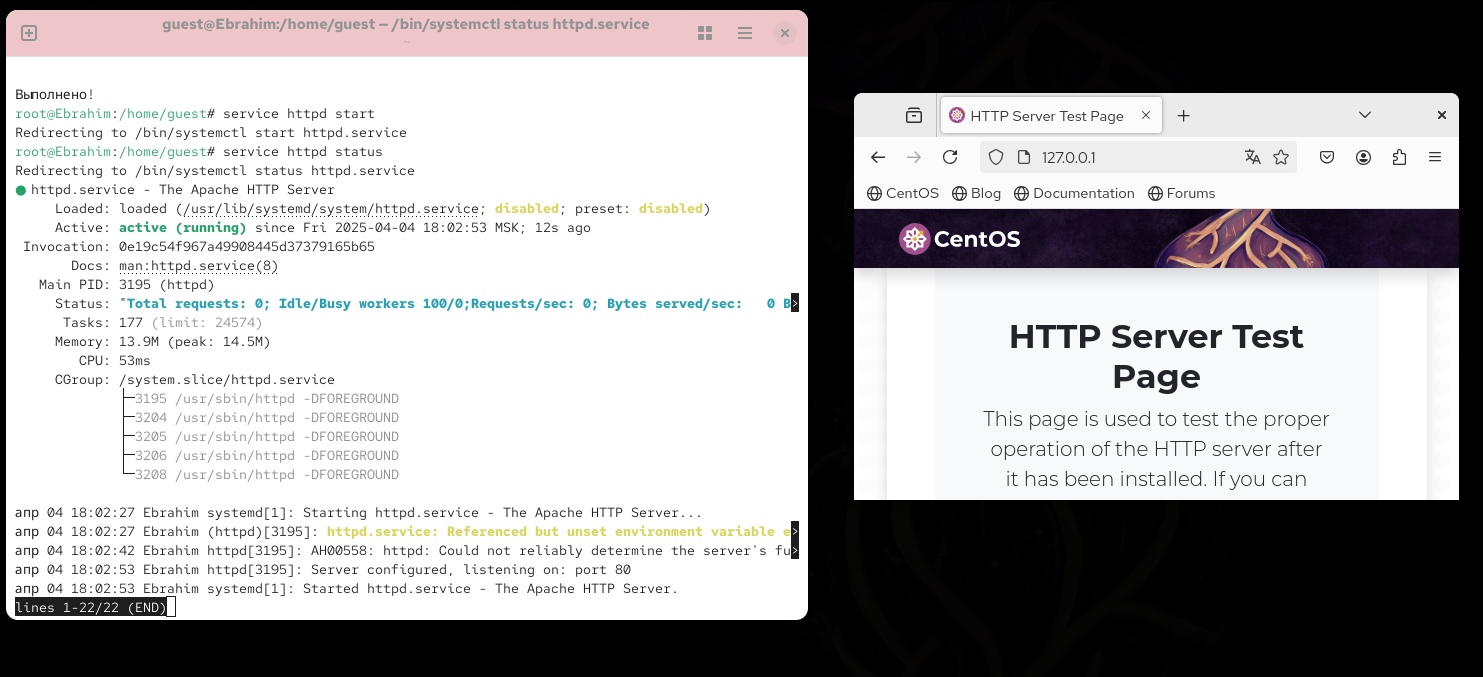 guest@Ebrahim:/home/guest — /bin/systemctl status httpd.service
Выполнено!
root@Ebrahim:/home/guest# service httpd start
Redirecting to /bin/systemctl start httpd.service
root@Ebrahim:/home/guest# service httpd status
Redirecting to /bin/systemctl status httpd.service
● httpd.service - The Apache HTTP Server
Loaded: loaded (/usr/lib/systemd/system/httpd.service; disabled; preset: disabled)
Active: active (running) since Fri 2025-04-04 18:02:53 MSK; 12s ago
Invocation: 0e19c54f967a49908445d37379165b65
Docs: man:httpd.service(8)
Main PID: 3195 (httpd)
Status: "Total requests: 0; Idle/Busy workers 100/0;Requests/sec: 0; Bytes served/sec:   0 B>
Tasks: 177 (limit: 24574)
Memory: 13.9M (peak: 14.5M)
CPU: 53ms
CGroup: /system.slice/httpd.service
├─3195 /usr/sbin/httpd -DFOREGROUND
├─3204 /usr/sbin/httpd -DFOREGROUND
├─3205 /usr/sbin/httpd -DFOREGROUND
├─3206 /usr/sbin/httpd -DFOREGROUND
└─3208 /usr/sbin/httpd -DFOREGROUND
апр 04 18:02:27 Ebrahim systemd[1]: Starting httpd.service - The Apache HTTP Server...
апр 04 18:02:27 Ebrahim (httpd)[3195]: httpd.service: Referenced but unset environment variable e>
апр 04 18:02:42 Ebrahim httpd[3195]: AH00558: httpd: Could not reliably determine the server's fu>
апр 04 18:02:53 Ebrahim httpd[3195]: Server configured, listening on: port 80
апр 04 18:02:53 Ebrahim systemd[1]: Started httpd.service - The Apache HTTP Server.
lines 1-22/22 (END)
HTTP Server Test Page
127.0.0.1
CentOS Blog Documentation Forums
CentOS
HTTP Server Test
Page
This page is used to test the proper
operation of the HTTP server after
it has been installed. If you can